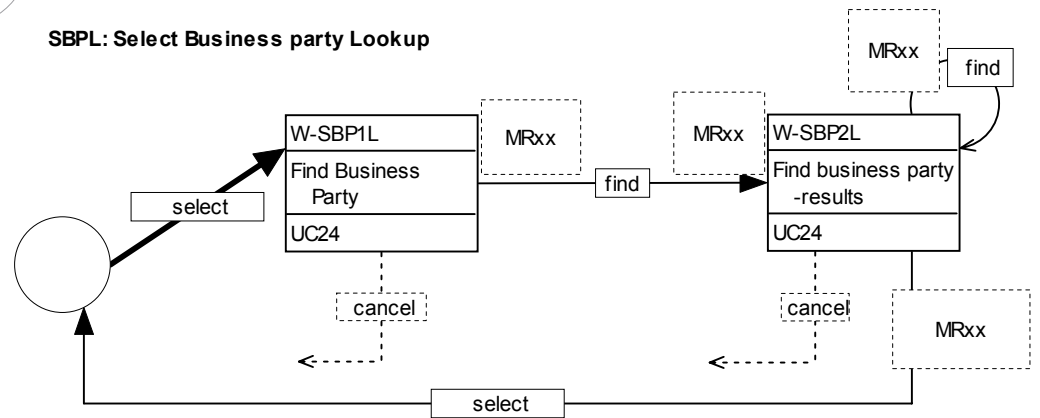 SBPL: Select Business party Lookup
MRxx
find
W-SBP1L
MRxx
MRxx
W-SBP2L
Find Business
Party
Find business party
-results
select
find
UC24
UC24
cancel
cancel
MRxx
select